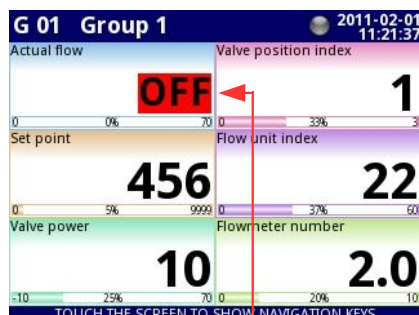 G 01 Group 1
2011-02-01
11:21:37
Actual flow
OFF
0 0% 70
Valve position index
1
0 33% 3
Set point
456
0 5% 9999
Flow unit index
22
0 37% 60
Valve power
10
-10 25% 70
Flowmeter number
2.0
0 20% 10
TOUCH THE SCREEN TO SHOW NAVIGATION KEYS